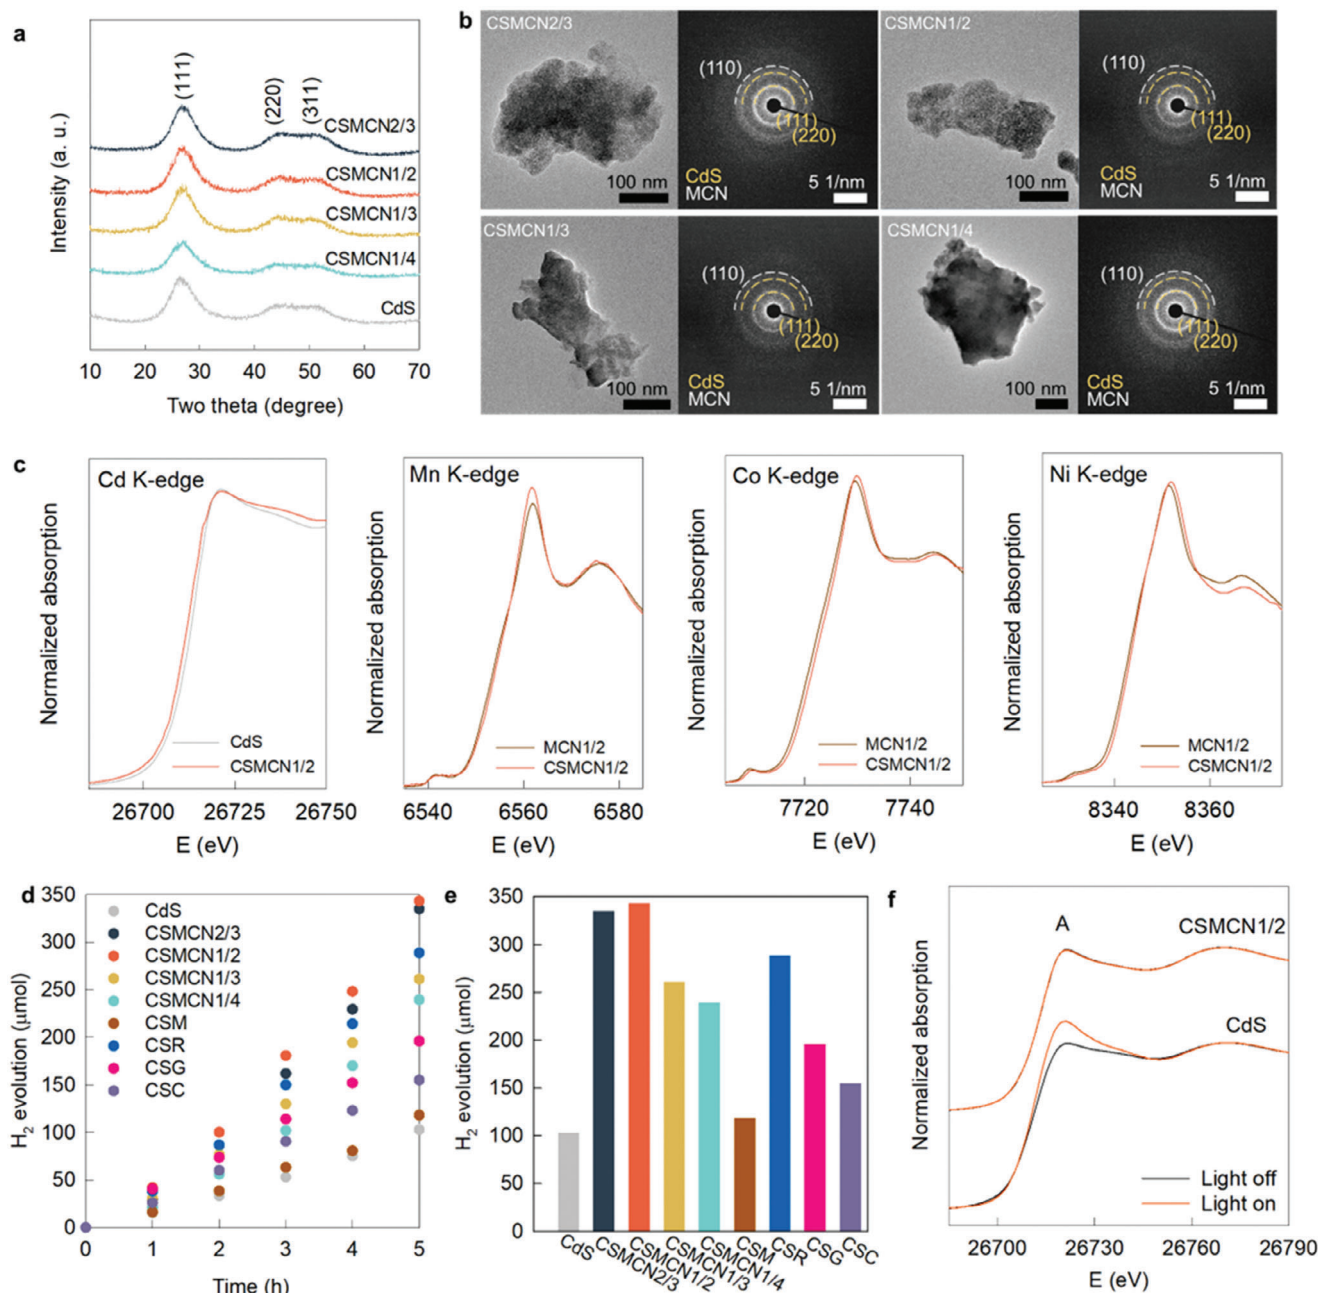 a
Intensity (a. u.)
(111)
(220)
(311)
CSMCN2/3
CSMCN1/2
CSMCN1/3
CSMCN1/4
CdS
10 20 30 40 50 60 70
Two theta (degree)
b
CSMCN2/3
100 nm
(110)
(111)
(220)
CdS
MCN
5 1/nm
CSMCN1/2
100 nm
(110)
(111)
(220)
CdS
MCN
5 1/nm
CSMCN1/3
100 nm
(110)
(111)
(220)
CdS
MCN
5 1/nm
CSMCN1/4
100 nm
(110)
(111)
(220)
CdS
MCN
5 1/nm
c
Cd K-edge
Normalized absorption
CdS
CSMCN1/2
26700 26725 26750
E (eV)
Mn K-edge
Normalized absorption
MCN1/2
CSMCN1/2
6540 6560 6580
E (eV)
Co K-edge
Normalized absorption
MCN1/2
CSMCN1/2
7720 7740
E (eV)
Ni K-edge
Normalized absorption
MCN1/2
CSMCN1/2
8340 8360
E (eV)
d
H2 evolution (μmol)
350
300
250
200
150
100
50
0
CdS
CSMCN2/3
CSMCN1/2
CSMCN1/3
CSMCN1/4
CSM
CSR
CSG
CSC
0 1 2 3 4 5
Time (h)
e
H2 evolution (μmol)
350
300
250
200
150
100
50
0
CdS
CSMCN2/3
CSMCN1/2
CSMCN1/3
CSMCN1/4
CSM
CSR
CSG
CSC
f
Normalized absorption
A
CSMCN1/2
CdS
Light off
Light on
26700 26730 26760 26790
E (eV)